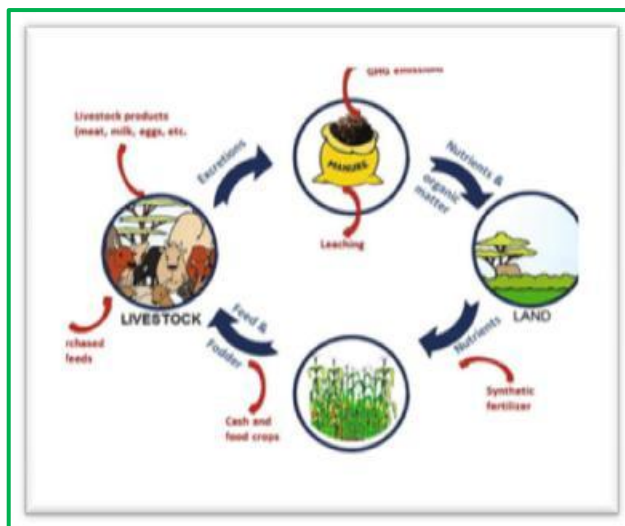 GHG emissions
Livestock products
(meat, milk, eggs, etc.
Excretions
MANURE
Nutrients &
organic
matter
Leaching
LIVESTOCK
LAND
rchased
feeds
Feed &
Fodder
Nutrients
Cash and
food crops
Synthetic
fertilizer